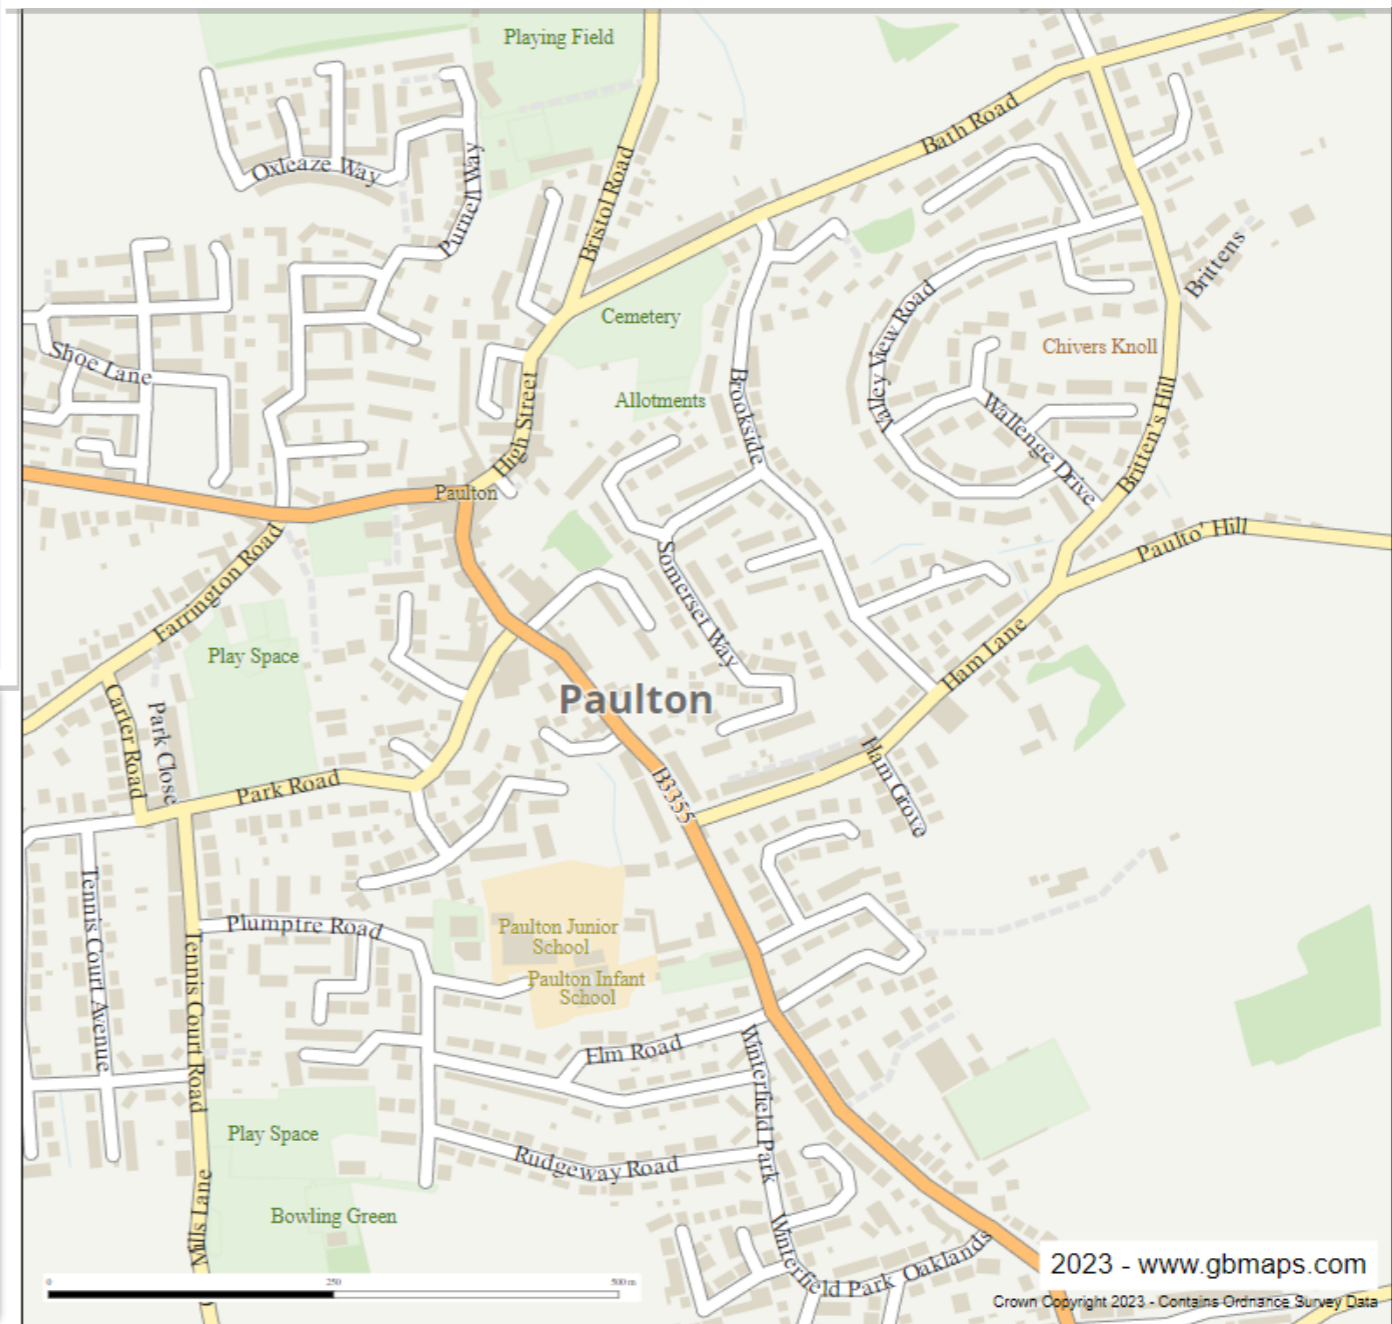 Playing Field
Bath Road
Oxleaze Way
Purnell Way
Bristol Road
Brittens
Cemetery
Valley View Road
Chivers Knoll
Shoe Lane
Allotments
Brookside
High Street
Wallenge Drive
Britten's Hill
Paulton
Paulto' Hill
Farrington Road
Somerset Way
Play Space
Ham Lane
Paulton
Carter Road
Park Close
Park Road
B3355
Ham Grove
Tennis Court Avenue
Plumptre Road
Paulton Junior
School
Tennis Court Road
Paulton Infant
School
Elm Road
Winterfield Park
Play Space
Rudgeway Road
Mills Lane
Bowling Green
Winterfield Park
Oaklands
0 250 500 m
2023 - www.gbmaps.com
Crown Copyright 2023 - Contains Ordnance Survey Data